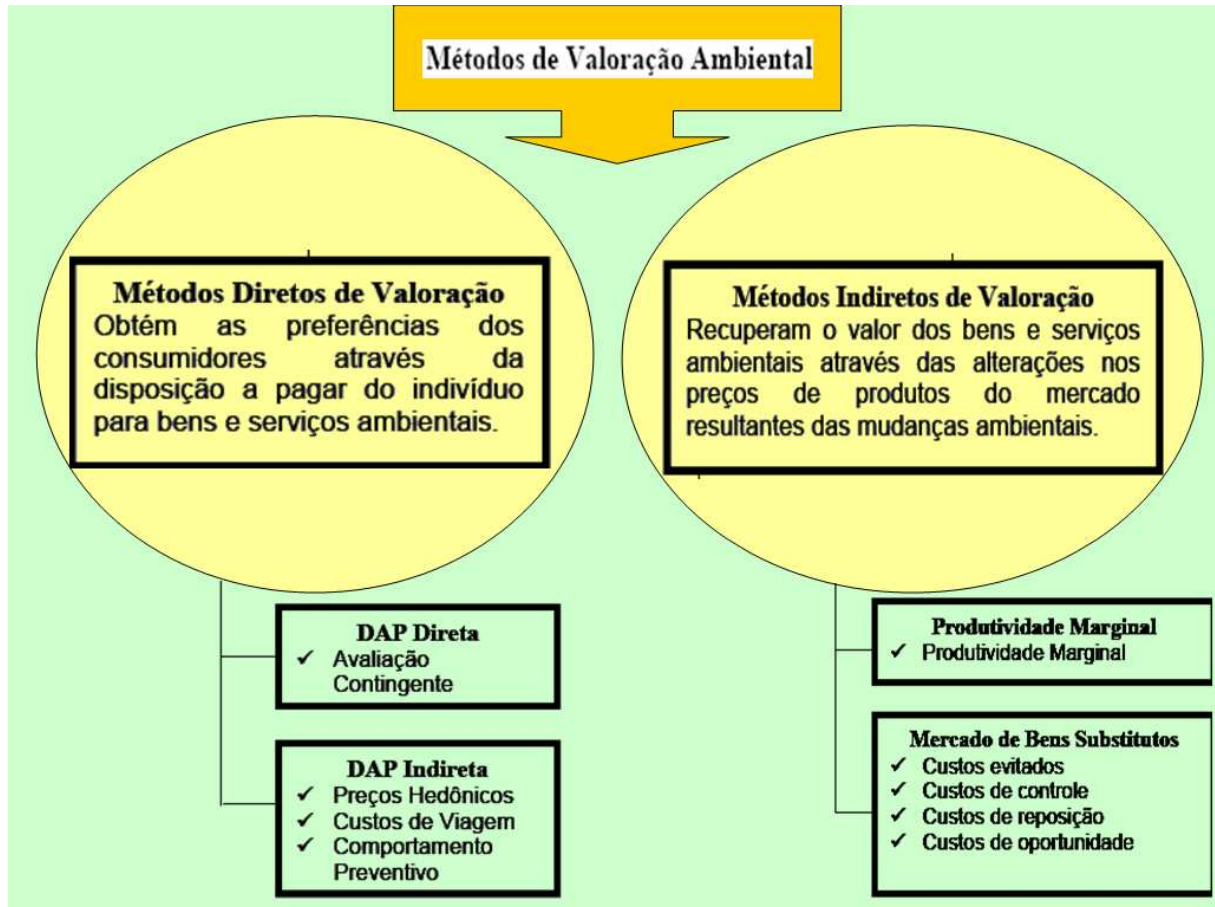 Métodos de Valoração Ambiental
Métodos Diretos de Valoração
Obtém as preferências dos
consumidores através da
disposição a pagar do indivíduo
para bens e serviços ambientais.
Métodos Indiretos de Valoração
Recuperam o valor dos bens e serviços
ambientais através das alterações nos
preços de produtos do mercado
resultantes das mudanças ambientais.
DAP Direta
✓ Avaliação
Contingente
DAP Indireta
✓ Preços Hedônicos
✓ Custos de Viagem
✓ Comportamento
Preventivo
Produtividade Marginal
✓ Produtividade Marginal
Mercado de Bens Substitutos
✓ Custos evitados
✓ Custos de controle
✓ Custos de reposição
✓ Custos de oportunidade